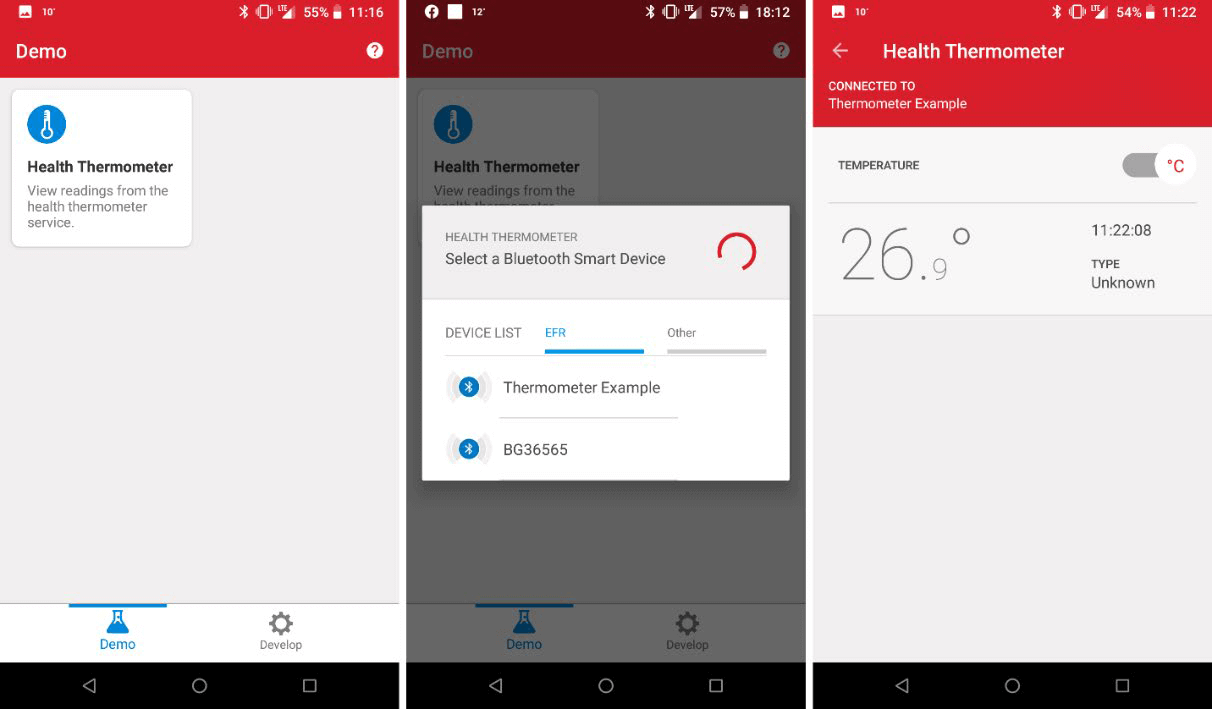 10°
LTE
55%
11:16
Demo
?
Health Thermometer
View readings from the
health thermometer
service.
Demo
Develop
12°
LTE
57%
18:12
Demo
?
Health Thermometer
View readings from the
health thermometer
HEALTH THERMOMETER
Select a Bluetooth Smart Device
DEVICE LIST
EFR
Other
Thermometer Example
BG36565
Demo
Develop
10°
LTE
54%
11:22
Health Thermometer
CONNECTED TO
Thermometer Example
TEMPERATURE
°C
26.9°
11:22:08
TYPE
Unknown